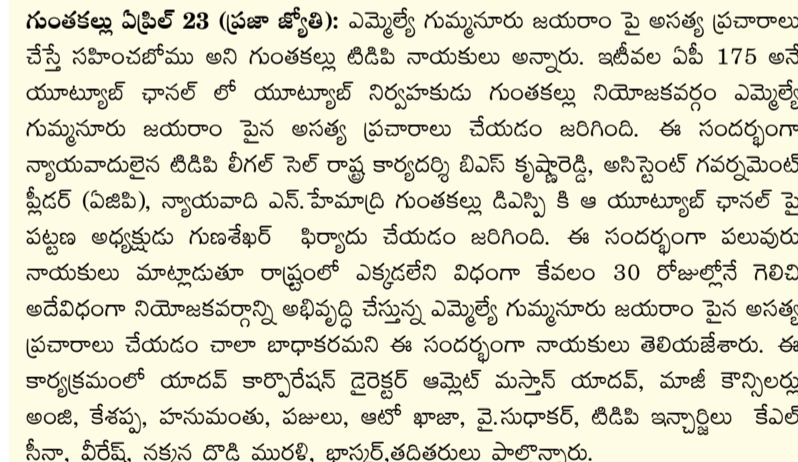 గుంతకల్లు ఏప్రిల్ 23 (ప్రజా జ్యోతి): ఎమ్మెల్యే గుమ్మనూరు జయరాం పై అసత్య ప్రచారాలు
చేస్తే సహించబోము అని గుంతకల్లు టిడిపి నాయకులు అన్నారు. ఇటీవల ఏపీ 175 అనే
యూట్యూబ్ ఛానల్ లో యూట్యూబ్ నిర్వహకుడు గుంతకల్లు నియోజకవర్గం ఎమ్మెల్యే
గుమ్మనూరు జయరాం పైన అసత్య ప్రచారాలు చేయడం జరిగింది. ఈ సందర్భంగా
న్యాయవాదులైన టిడిపి లీగల్ సెల్ రాష్ట్ర కార్యదర్శి బిఎస్ కృష్ణారెడ్డి, అసిస్టెంట్ గవర్నమెంట్
ప్లీడర్ (ఏజిపి), న్యాయవాది ఎన్.హేమాద్రి గుంతకల్లు డిఎస్పి కి ఆ యూట్యూబ్ ఛానల్ పై
పట్టణ అధ్యక్షుడు గుణశేఖర్ ఫిర్యాదు చేయడం జరిగింది. ఈ సందర్భంగా పలువురు
నాయకులు మాట్లాడుతూ రాష్ట్రంలో ఎక్కడలేని విధంగా కేవలం 30 రోజుల్లోనే గెలిచి
అదేవిధంగా నియోజకవర్గాన్ని అభివృద్ధి చేస్తున్న ఎమ్మెల్యే గుమ్మనూరు జయరాం పైన అసత్య
ప్రచారాలు చేయడం చాలా బాధాకరమని ఈ సందర్భంగా నాయకులు తెలియజేశారు. ఈ
కార్యక్రమంలో యాదవ్ కార్పొరేషన్ డైరెక్టర్ ఆమ్లెట్ మస్తాన్ యాదవ్, మాజీ కౌన్సిలర్లు
అంజి, కేశప్ప, హనుమంతు, పజులు, ఆటో ఖాజా, వై.సుధాకర్, టిడిపి ఇన్చార్జిలు కేఎల్
సీనా, వీరేష్, నక్కన దొడి మురళి, భాస్కర్,తదితరులు పాల్గొన్నారు.